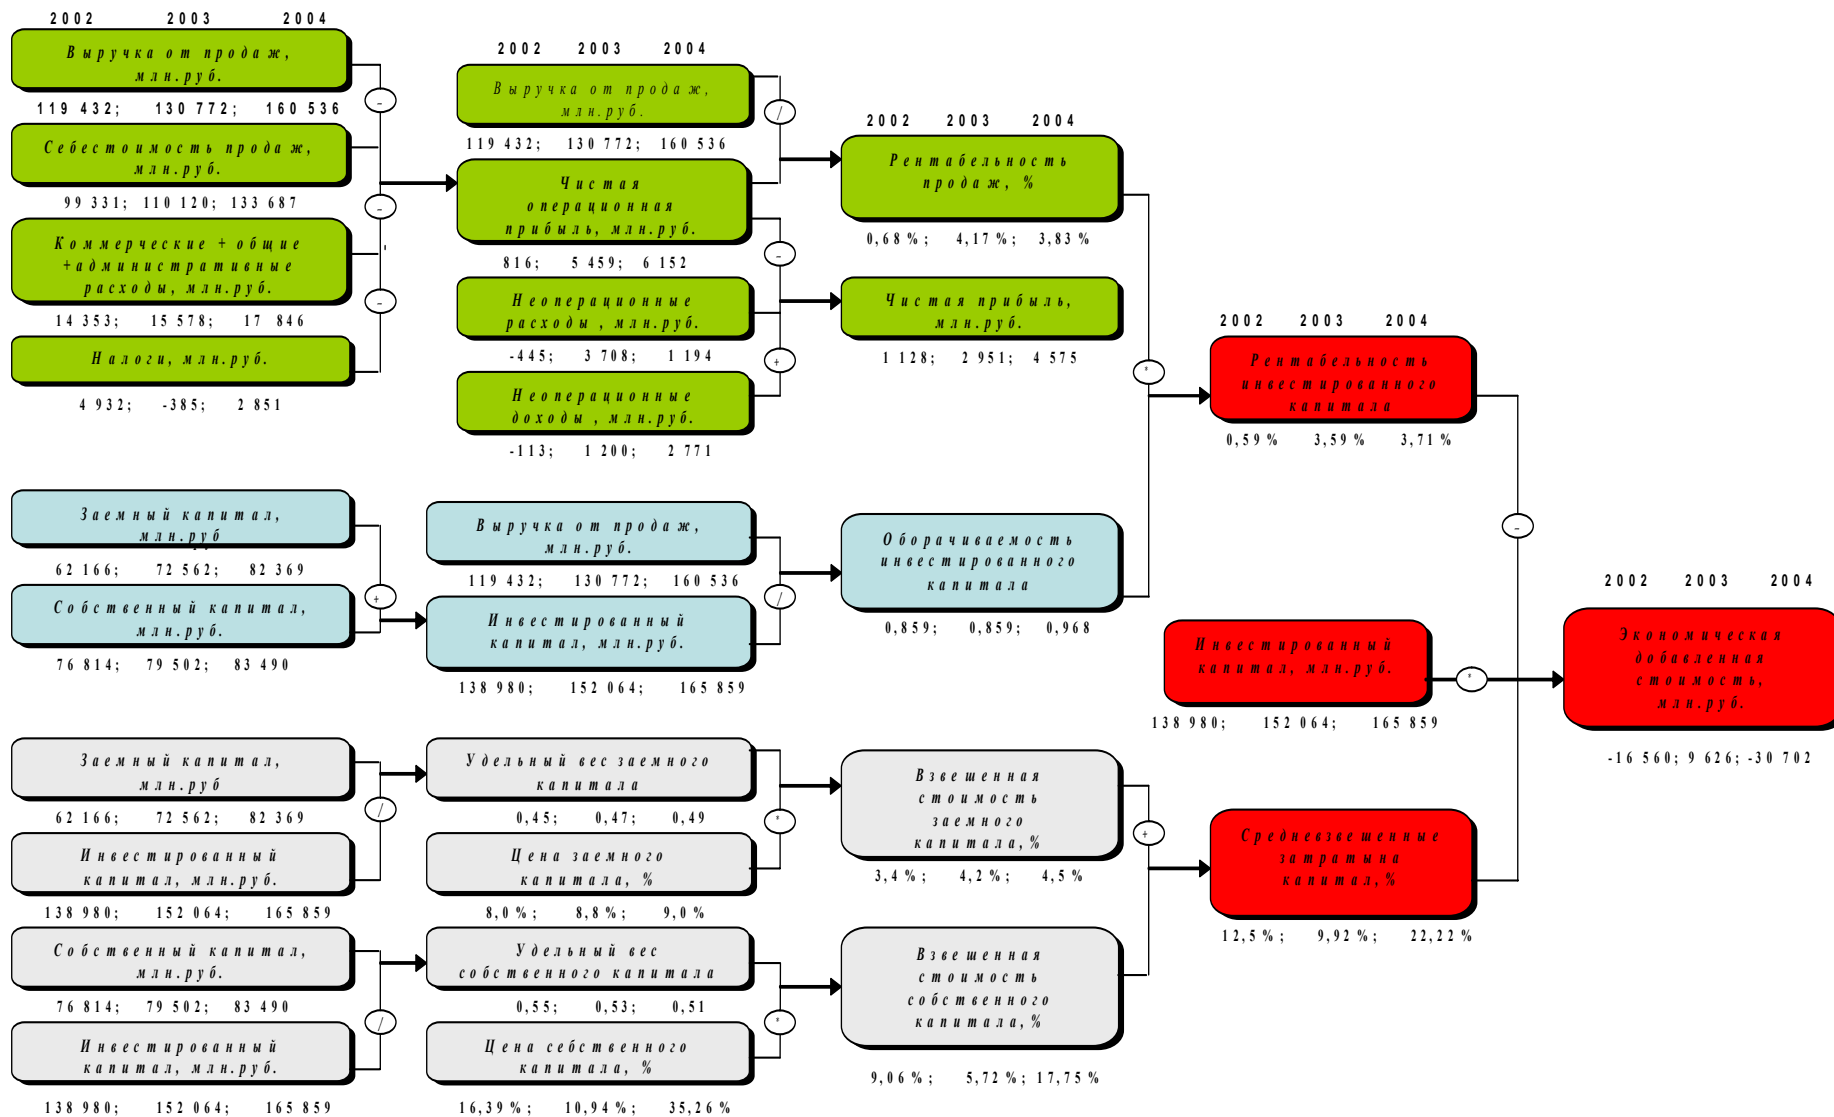 2002 2003 2004
Выручка от продаж,
млн.руб.
119 432; 130 772; 160 536
Себестоимость продаж,
млн.руб.
99 331; 110 120; 133 687
Коммерческие + общие
+административные
расходы, млн.руб.
14 353; 15 578; 17 846
Налоги, млн.руб.
4 932; -385; 2 851
-
-
-
2002 2003 2004
Выручка от продаж,
млн.руб.
119 432; 130 772; 160 536
Чистая
операционная
прибыль, млн.руб.
816; 5 459; 6 152
Неоперационные
расходы , млн.руб.
-445; 3 708; 1 194
Неоперационные
доходы , млн.руб.
-113; 1 200; 2 771
/
-
+
2002 2003 2004
Рентабельность
продаж, %
0,68%; 4,17%; 3,83%
Чистая прибыль,
млн.руб.
1 128; 2 951; 4 575
*
2002 2003 2004
Рентабельность
инвестированного
капитала
0,59% 3,59% 3,71%
-
Заемный капитал,
млн.руб
62 166; 72 562; 82 369
Собственный капитал,
млн.руб.
76 814; 79 502; 83 490
+
Выручка от продаж,
млн.руб.
119 432; 130 772; 160 536
Инвестированный
капитал, млн.руб.
138 980; 152 064; 165 859
/
Оборачиваемость
инвестированного
капитала
0,859; 0,859; 0,968
Инвестированный
капитал, млн.руб.
138 980; 152 064; 165 859
*
2002 2003 2004
Экономическая
добавленная
стоимость,
млн.руб.
-16 560; 9 626; -30 702
Заемный капитал,
млн.руб
62 166; 72 562; 82 369
Инвестированный
капитал, млн.руб.
138 980; 152 064; 165 859
/
Собственный капитал,
млн.руб.
76 814; 79 502; 83 490
Инвестированный
капитал, млн.руб.
138 980; 152 064; 165 859
/
Удельный вес заемного
капитала
0,45; 0,47; 0,49
Цена заемного
капитала, %
8,0%; 8,8%; 9,0%
*
Удельный вес
собственного капитала
0,55; 0,53; 0,51
Цена себственного
капитала, %
16,39%; 10,94%; 35,26%
*
Взвешенная
стоимость
заемного
капитала,%
3,4%; 4,2%; 4,5%
Взвешенная
стоимость
собственного
капитала,%
9,06%; 5,72%; 17,75%
+
Средневзвешенные
затратына
капитал,%
12,5%; 9,92%; 22,22%